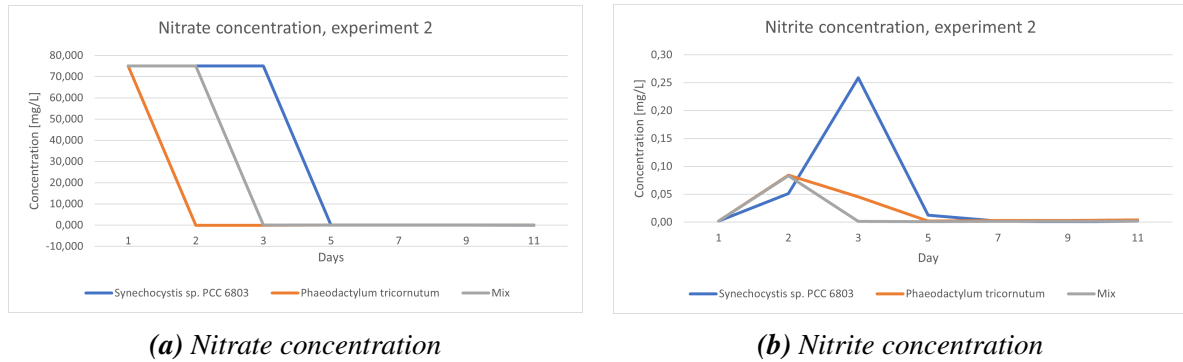 Nitrate concentration, experiment 2
Concentration [mg/L]
80,000
70,000
60,000
50,000
40,000
30,000
20,000
10,000
0,000
-10,000
1 2 3 5 7 9 11
Days
Synechocystis sp. PCC 6803 Phaeodactylum tricornutum Mix
(a) Nitrate concentration
Nitrite concentration, experiment 2
Concentration [mg/L]
0,30
0,25
0,20
0,15
0,10
0,05
0,00
1 2 3 5 7 9 11
Day
Synechocystis sp. PCC 6803 Phaeodactylum tricornutum Mix
(b) Nitrite concentration